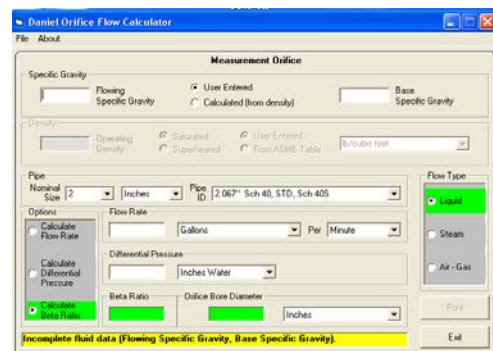 Daniel Orifice Flow Calculator
File About
Measurement Orifice
Specific Gravity
Flowing Specific Gravity
User Entered
Calculated (from density)
Base Specific Gravity
Density
Operating Density
Saturated
Superheated
User Entered
From ASME Table
lb/cubic foot
Pipe
Nominal Size 2 Inches Pipe ID 2.067" Sch 40, STD, Sch 40S
Flow Type
Liquid
Steam
Air - Gas
Options
Calculate Flow Rate
Calculate Differential Pressure
Calculate Beta Ratio
Flow Rate
Gallons Per Minute
Differential Pressure
Inches Water
Beta Ratio
Orifice Bore Diameter
Inches
Print
Exit
Incomplete fluid data (Flowing Specific Gravity, Base Specific Gravity).